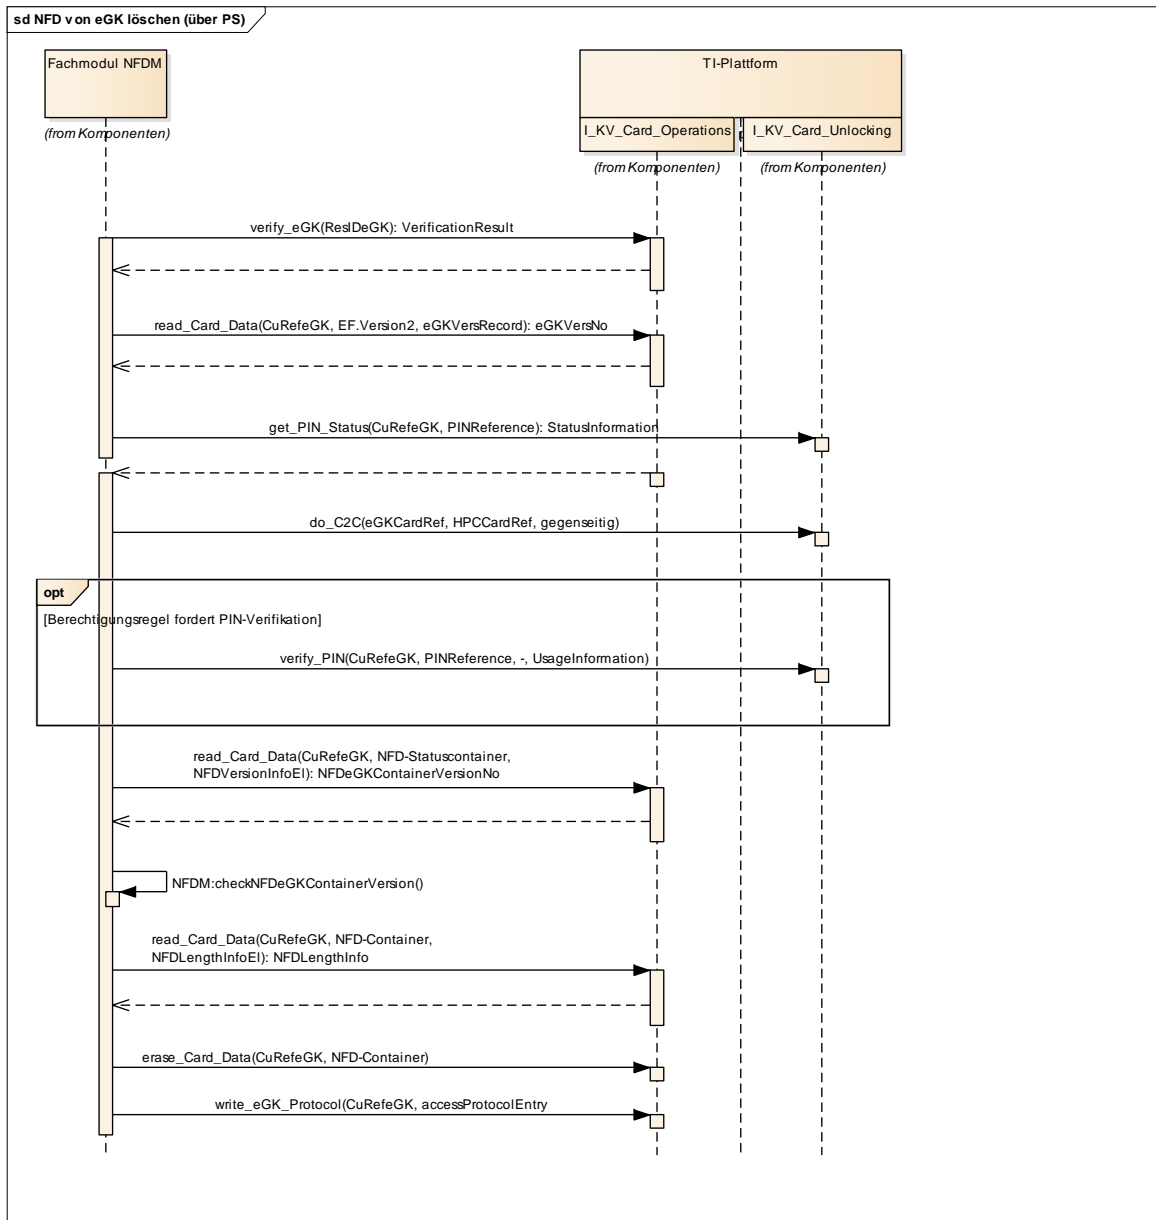 sd NFD von eGK löschen (über PS)
Fachmodul NFDM
TI-Plattform
I_KV_Card_Operations
I_KV_Card_Unlocking
(from Komponenten)
(from Komponenten)
(from Komponenten)
verify_eGK(ResIDeGK): VerificationResult
read_Card_Data(CuRefeGK, EF.Version2, eGKVersRecord): eGKVersNo
get_PIN_Status(CuRefeGK, PINReference): StatusInformation
do_C2C(eGKCardRef, HPCCardRef, gegenseitig)
opt
[Berechtigungsregel fordert PIN-Verifikation]
verify_PIN(CuRefeGK, PINReference, -, UsageInformation)
read_Card_Data(CuRefeGK, NFD-Statuscontainer,
NFDVersionInfoEl): NFDeGKContainerVersionNo
NFDM:checkNFDeGKContainerVersion()
read_Card_Data(CuRefeGK, NFD-Container,
NFDLengthInfoEl): NFDLengthInfo
erase_Card_Data(CuRefeGK, NFD-Container)
write_eGK_Protocol(CuRefeGK, accessProtocolEntry